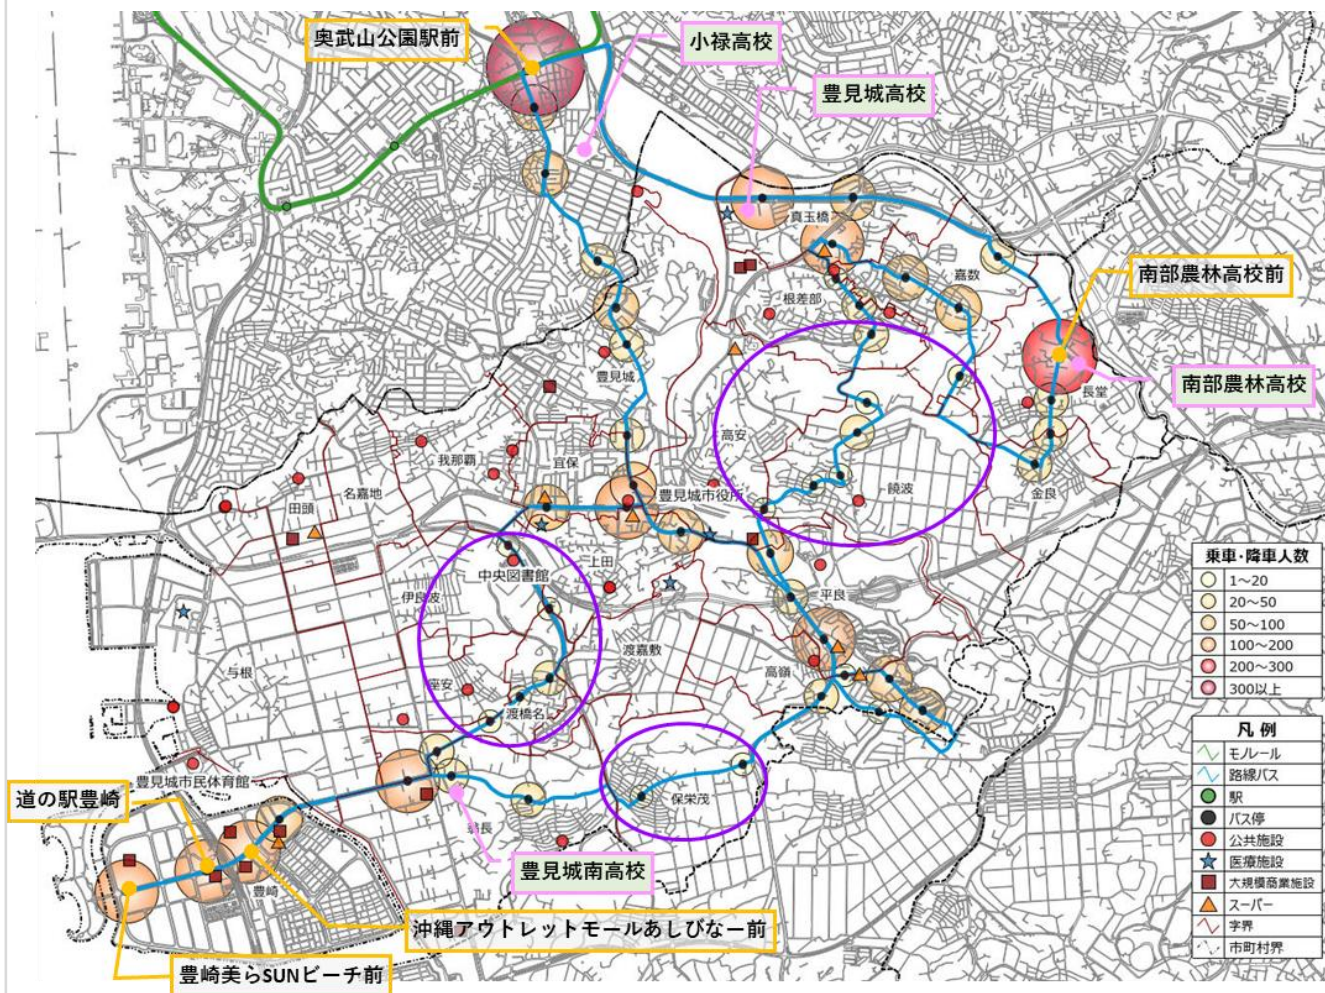 奥武山公園駅前
小禄高校
豊見城高校
真玉橋
嘉数
南部農林高校前
根差部
豊見城
南部農林高校
長堂
高安
我那覇
宜保
名嘉地
田頭
豊見城市役所
饒波
金良
中央図書館
上田
伊良波
平良
渡嘉敷
高嶺
与根
座安
渡橋名
豊見城市民体育館
道の駅豊崎
保栄茂
翁長
豊見城南高校
豊崎
沖縄アウトレットモールあしびなー前
豊崎美らSUNビーチ前
乗車・降車人数
1～20
20～50
50～100
100～200
200～300
300以上
凡 例
モノレール
路線バス
駅
バス停
公共施設
医療施設
大規模商業施設
スーパー
字界
市町村界